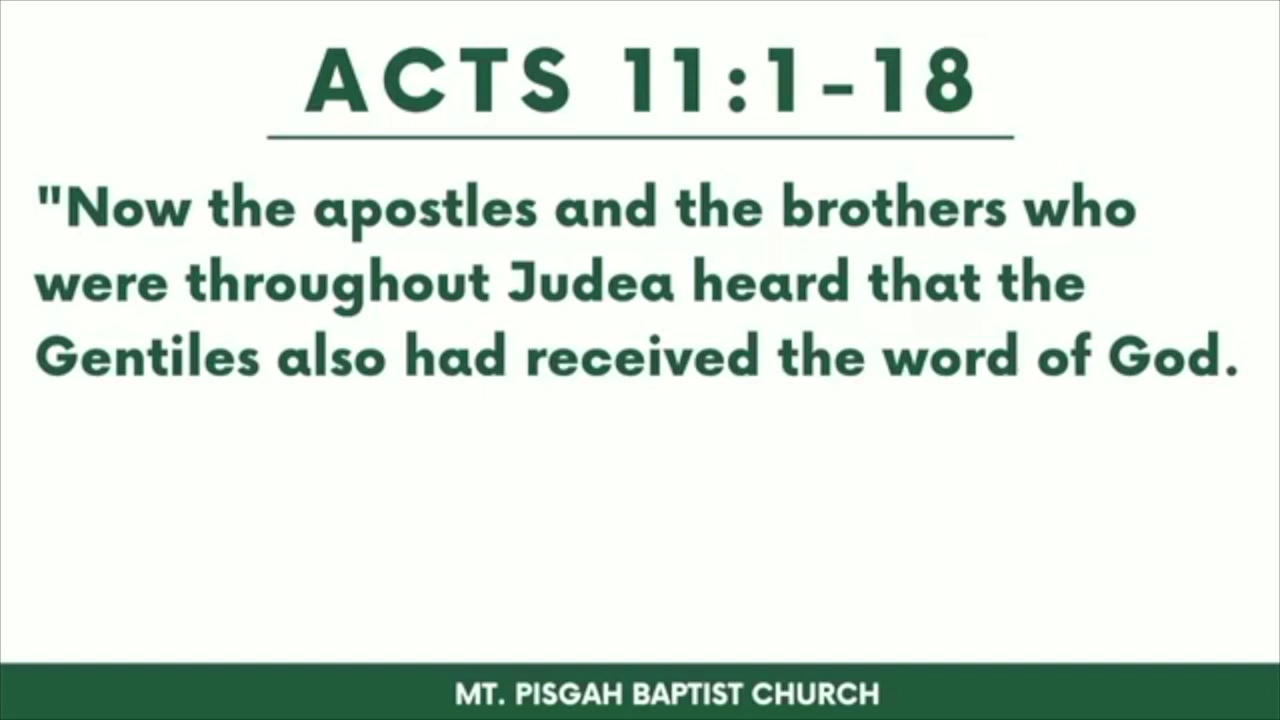 ACTS 11:1-18
"Now the apostles and the brothers who
were throughout Judea heard that the
Gentiles also had received the word of God.
MT. PISGAH BAPTIST CHURCH